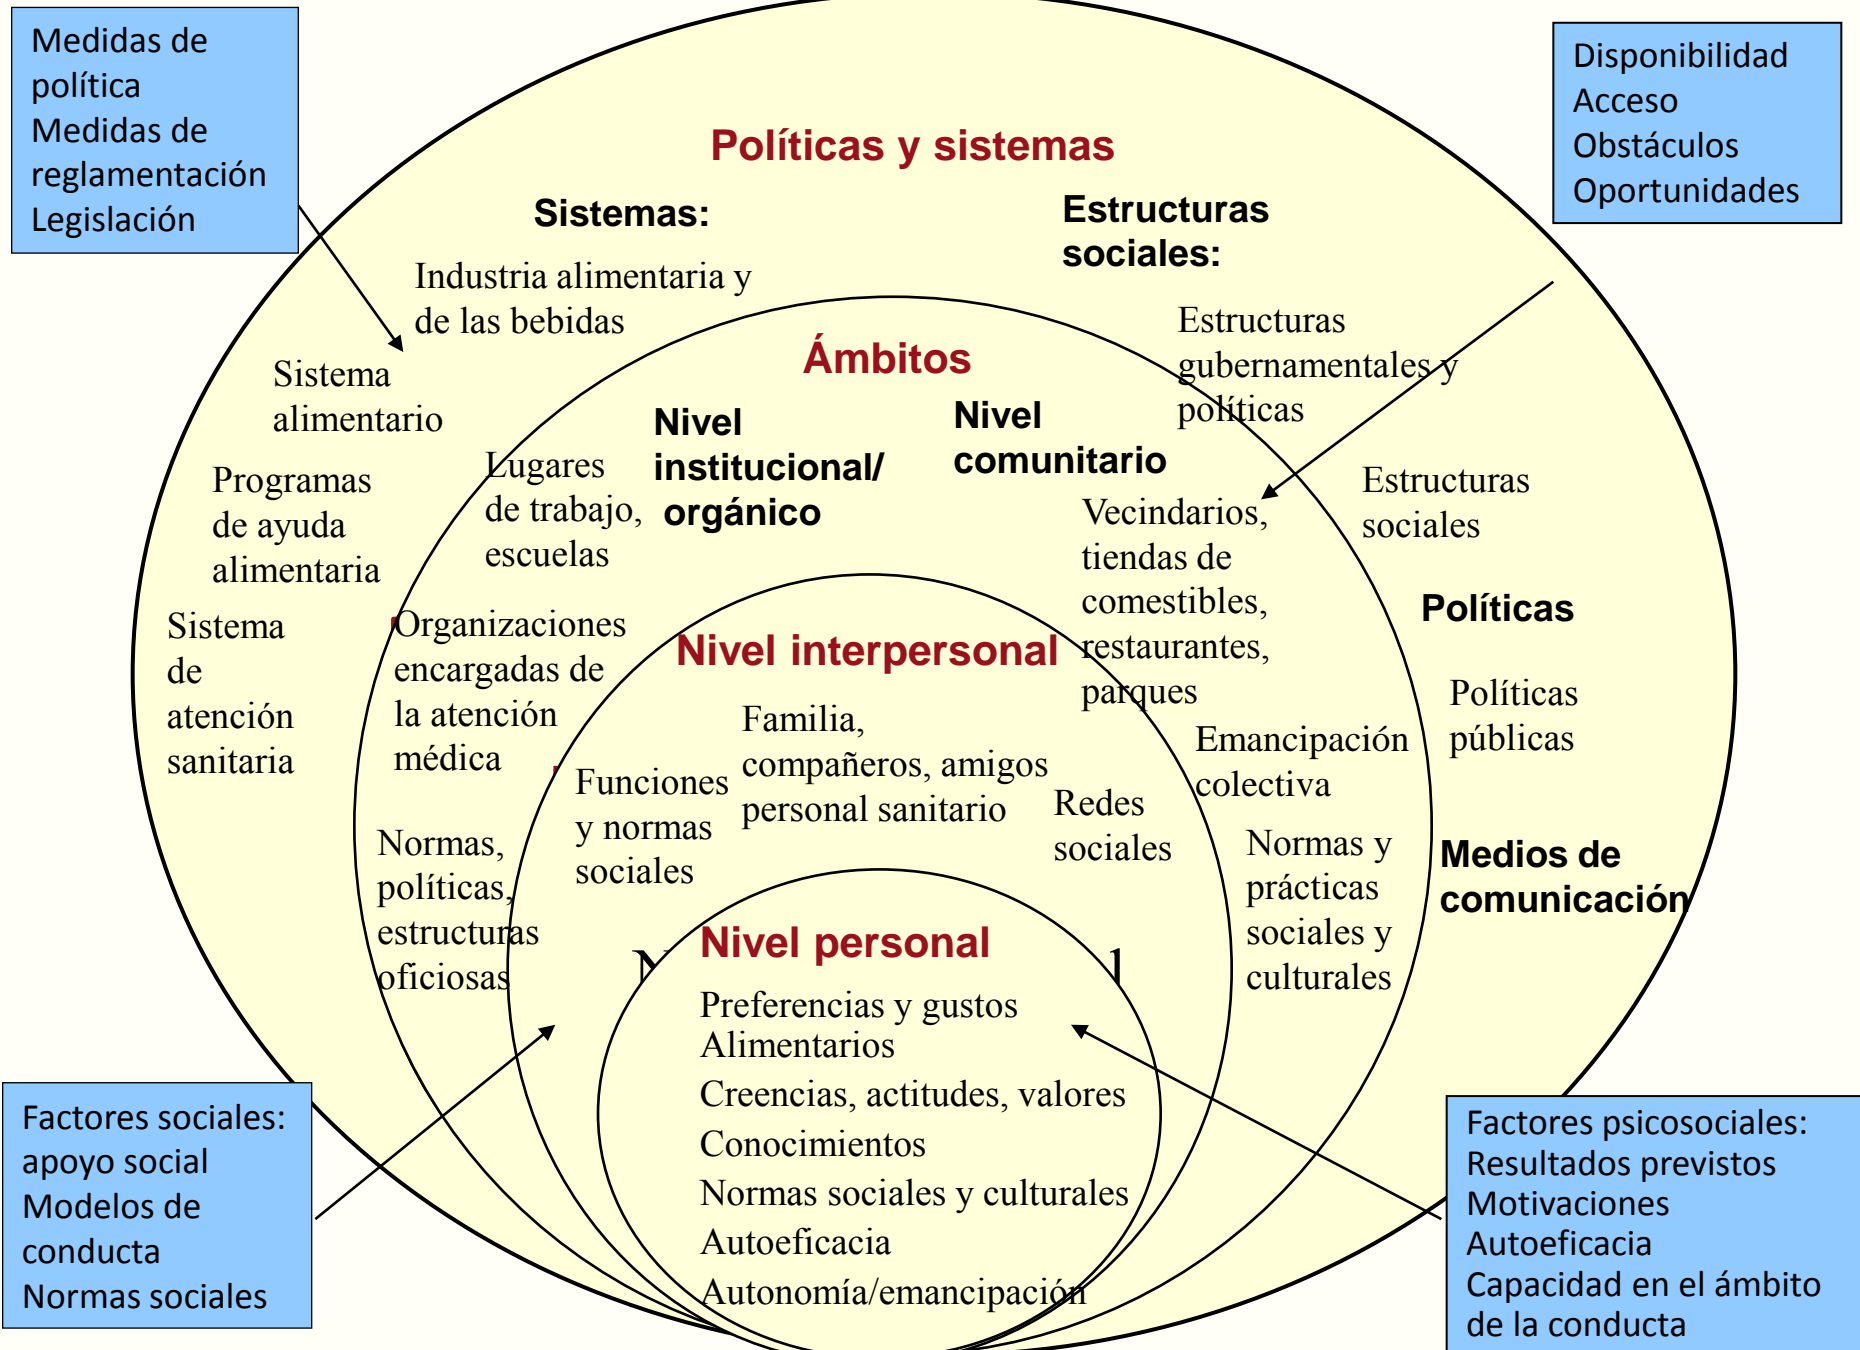 Medidas de
política
Medidas de
reglamentación
Legislación
Disponibilidad
Acceso
Obstáculos
Oportunidades
Políticas y sistemas
Sistemas:
Industria alimentaria y
de las bebidas
Sistema
alimentario
Programas
de ayuda
alimentaria
Sistema
de
atención
sanitaria
Estructuras
sociales:
Estructuras
gubernamentales y
políticas
Estructuras
sociales
Políticas
Políticas
públicas
Medios de
comunicación
Ámbitos
Nivel
institucional/
orgánico
Lugares
de trabajo,
escuelas
Organizaciones
encargadas de
la atención
médica
Normas,
políticas,
estructuras
oficiosas
Nivel
comunitario
Vecindarios,
tiendas de
comestibles,
restaurantes,
parques
Emancipación
colectiva
Normas y
prácticas
sociales y
culturales
Nivel interpersonal
Familia,
compañeros, amigos
personal sanitario
Funciones
y normas
sociales
Redes
sociales
Nivel personal
Preferencias y gustos
Alimentarios
Creencias, actitudes, valores
Conocimientos
Normas sociales y culturales
Autoeficacia
Autonomía/emancipación
Factores sociales:
apoyo social
Modelos de
conducta
Normas sociales
Factores psicosociales:
Resultados previstos
Motivaciones
Autoeficacia
Capacidad en el ámbito
de la conducta